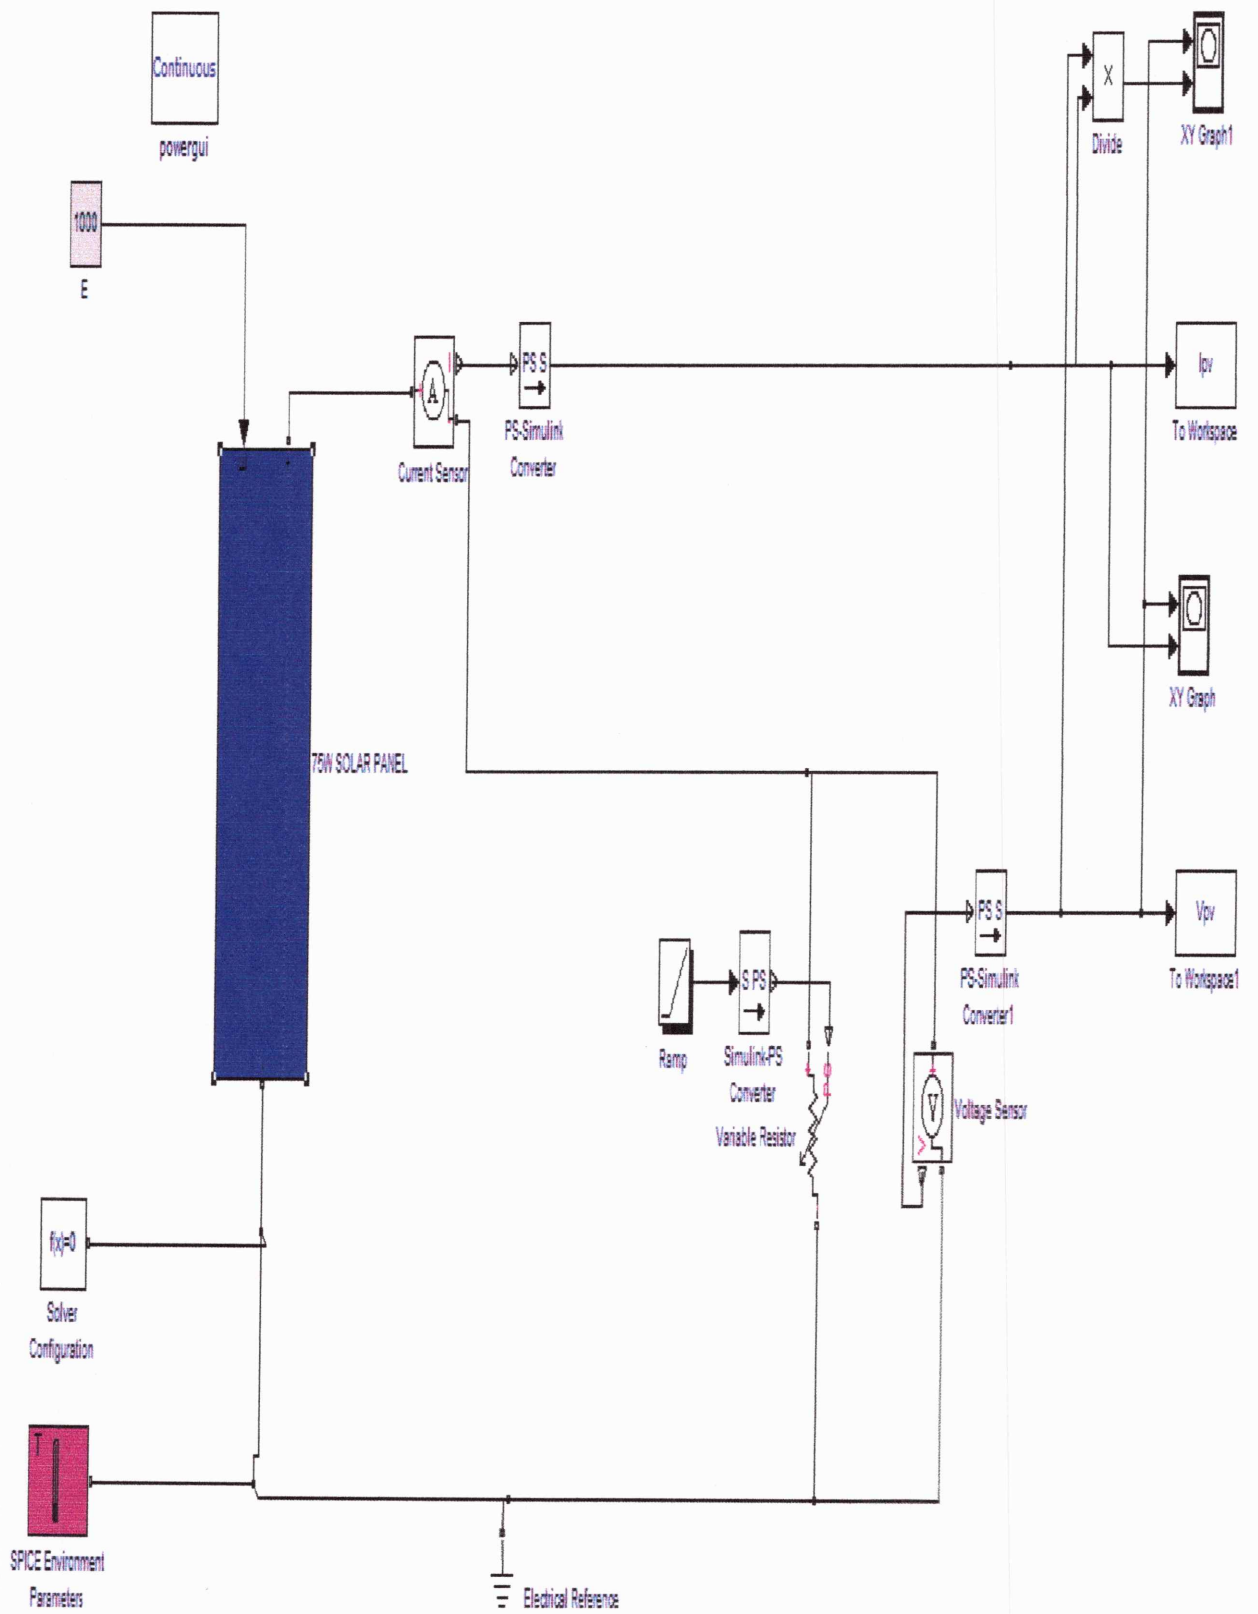 Continuous
powergui
1000
E
X
Divide
XY Graph1
A
I
PS S
PS-Simulink
Converter
Current Sensor
Ipv
To Workspace
XY Graph
75W SOLAR PANEL
PS S
PS-Simulink
Converter1
Vpv
To Workspace1
Ramp
S PS
Simulink-PS
Converter
Variable Resistor
V
V
Voltage Sensor
f(x)=0
Solver
Configuration
T
SPICE Environment
Parameters
Electrical Reference